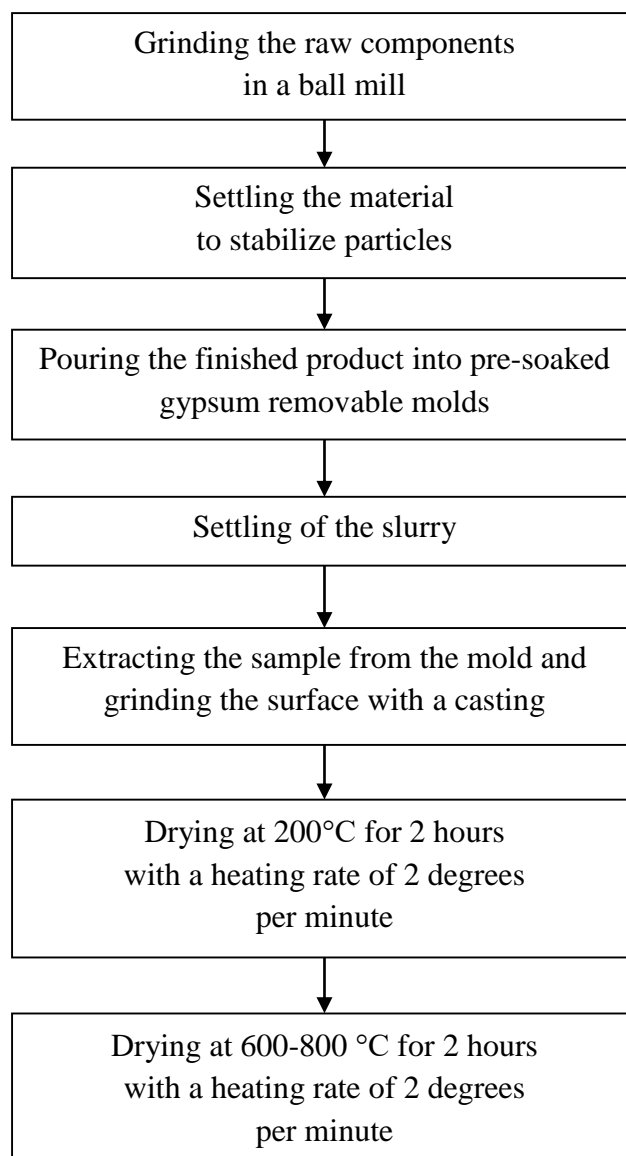 Grinding the raw components
in a ball mill
Settling the material
to stabilize particles
Pouring the finished product into pre-soaked
gypsum removable molds
Settling of the slurry
Extracting the sample from the mold and
grinding the surface with a casting
Drying at 200°C for 2 hours
with a heating rate of 2 degrees
per minute
Drying at 600-800 °C for 2 hours
with a heating rate of 2 degrees
per minute